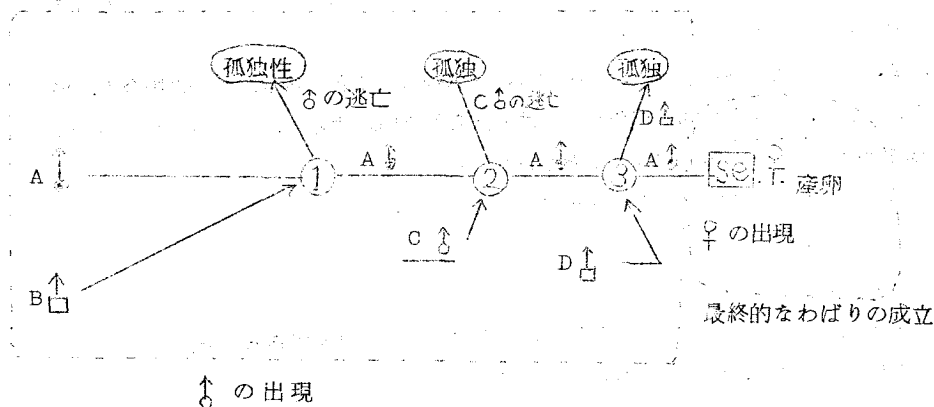 孤独性 孤独 孤独
♂の逃亡 C♂の逃亡 D♂
A♂ A♂ A♂ A♂
① ② ③ Se ♀ 産卵
C♂ ♀の出現
B♂ D♂
最終的なわばりの成立
♂の出現